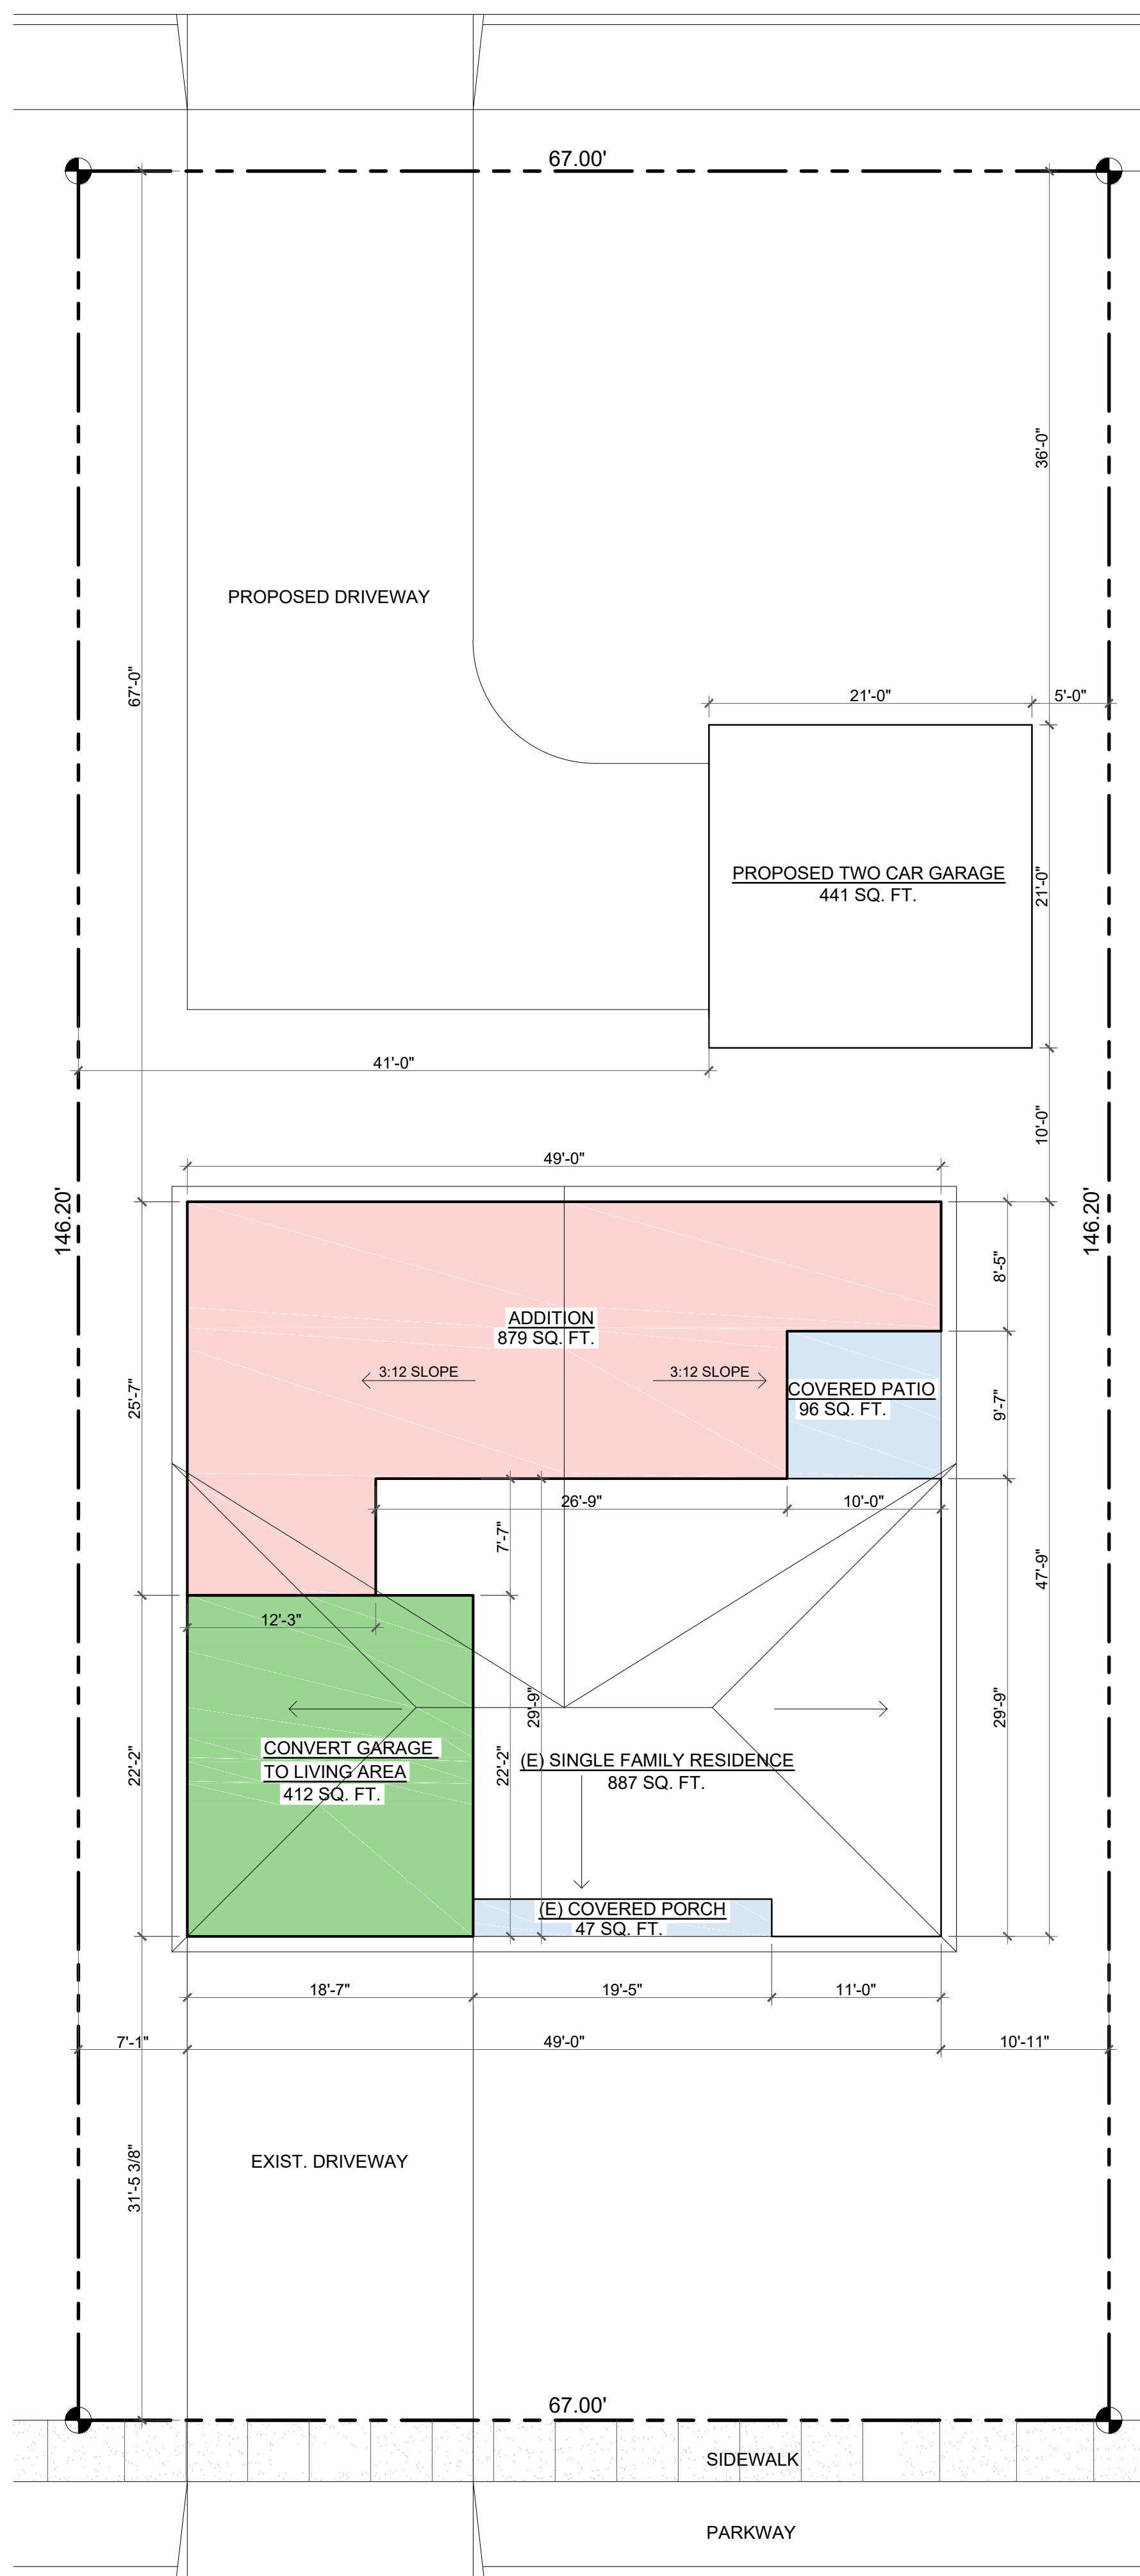 67.00'
36'-0"
PROPOSED DRIVEWAY
67'-0"
21'-0"
5'-0"
PROPOSED TWO CAR GARAGE
441 SQ. FT.
21'-0"
41'-0"
10'-0"
49'-0"
146.20'
146.20'
8'-5"
ADDITION
879 SQ. FT.
3:12 SLOPE
3:12 SLOPE
COVERED PATIO
96 SQ. FT.
25'-7"
9'-7"
26'-9"
10'-0"
7'-7"
47'-9"
12'-3"
29'-9"
29'-9"
CONVERT GARAGE
TO LIVING AREA
412 SQ. FT.
22'-2"
22'-2"
(E) SINGLE FAMILY RESIDENCE
887 SQ. FT.
(E) COVERED PORCH
47 SQ. FT.
18'-7"
19'-5"
11'-0"
7'-1"
49'-0"
10'-11"
EXIST. DRIVEWAY
31'-5 3/8"
67.00'
SIDEWALK
PARKWAY